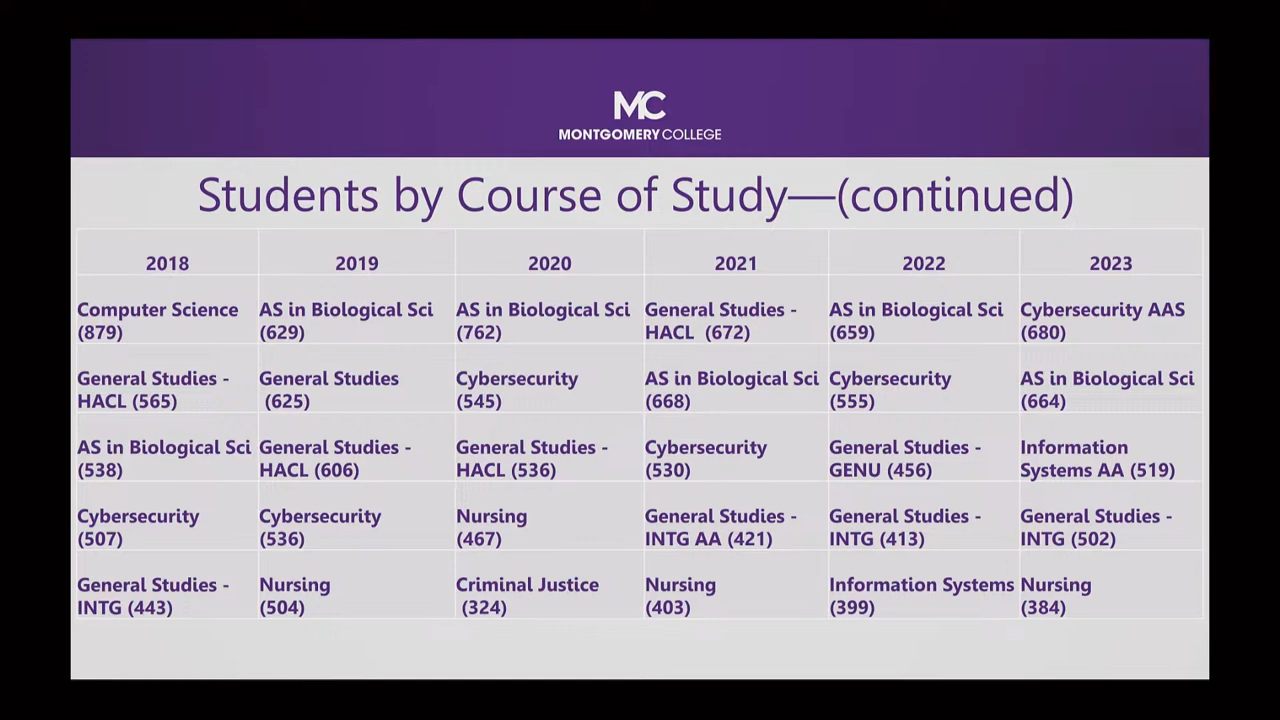 MC
MONTGOMERY COLLEGE
Students by Course of Study—(continued)
2018 2019 2020 2021 2022 2023
Computer Science AS in Biological Sci AS in Biological Sci General Studies - AS in Biological Sci Cybersecurity AAS
(879) (629) (762) HACL (672) (659) (680)
General Studies - General Studies Cybersecurity AS in Biological Sci Cybersecurity AS in Biological Sci
HACL (565) (625) (545) (668) (555) (664)
AS in Biological Sci General Studies - General Studies - Cybersecurity General Studies - Information
(538) HACL (606) HACL (536) (530) GENU (456) Systems AA (519)
Cybersecurity Cybersecurity Nursing General Studies - General Studies - General Studies -
(507) (536) (467) INTG AA (421) INTG (413) INTG (502)
General Studies - Nursing Criminal Justice Nursing Information Systems Nursing
INTG (443) (504) (324) (403) (399) (384)